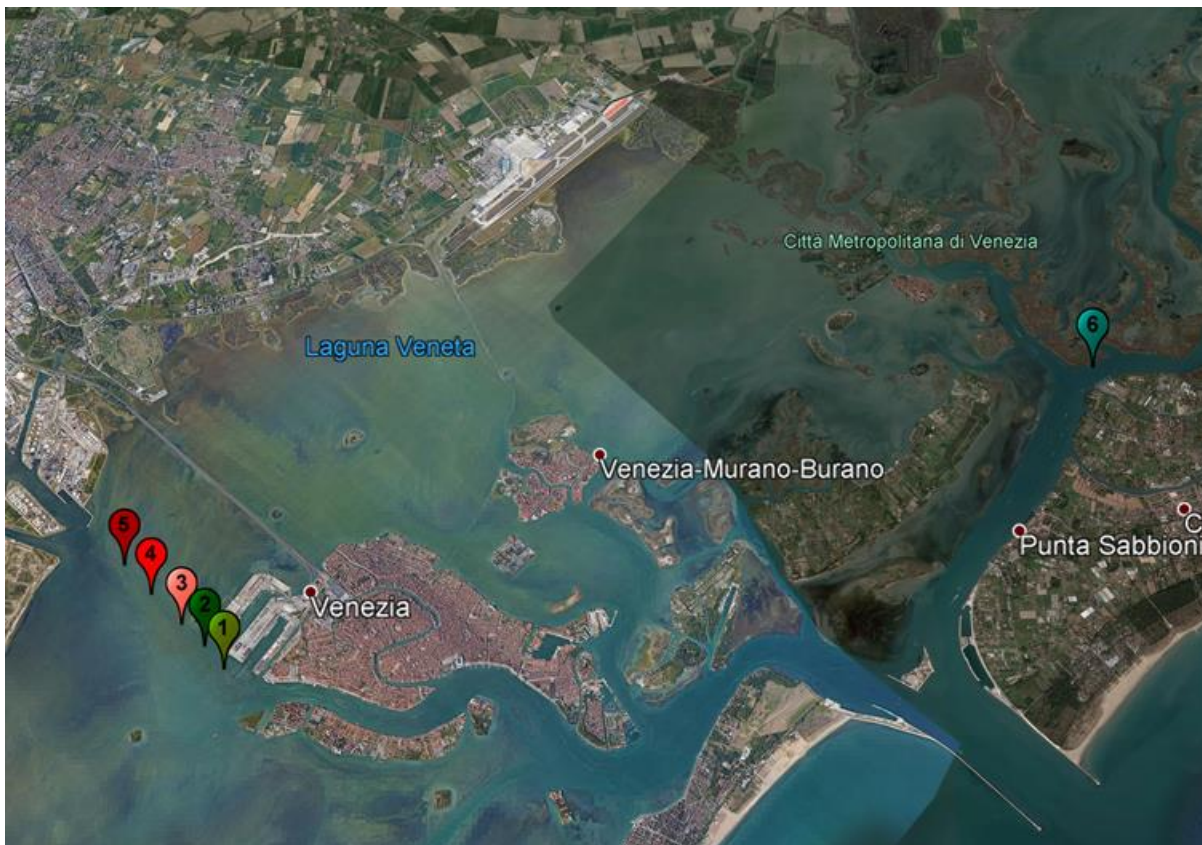 Città Metropolitana di Venezia
6
Laguna Veneta
Venezia-Murano-Burano
C
5
Punta Sabbioni
4
3
Venezia
2
1